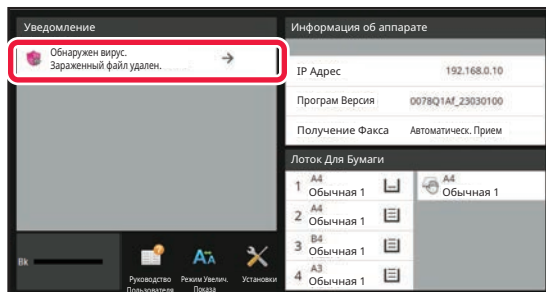 Уведомление
Обнаружен вирус.
Зараженный файл удален.
Информация об аппарате
IP Адрес 192.168.0.10
Програм Версия 0078Q1Af_23030100
Получение Факса Автоматическ. Прием
Лоток Для Бумаги
1 A4 Обычная 1
A4 Обычная 1
2 A4 Обычная 1
3 B4 Обычная 1
4 A3 Обычная 1
Bk
Руководство Пользователя
Режим Увелич. Показа
Установки